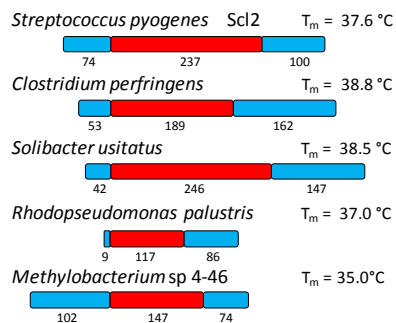 Streptococcus pyogenes Scl2 Tm = 37.6 °C
74 237 100
Clostridium perfringens Tm = 38.8 °C
53 189 162
Solibacter usitatus Tm = 38.5 °C
42 246 147
Rhodopseudomonas palustris Tm = 37.0 °C
9 117 86
Methylobacterium sp 4-46 Tm = 35.0°C
102 147 74